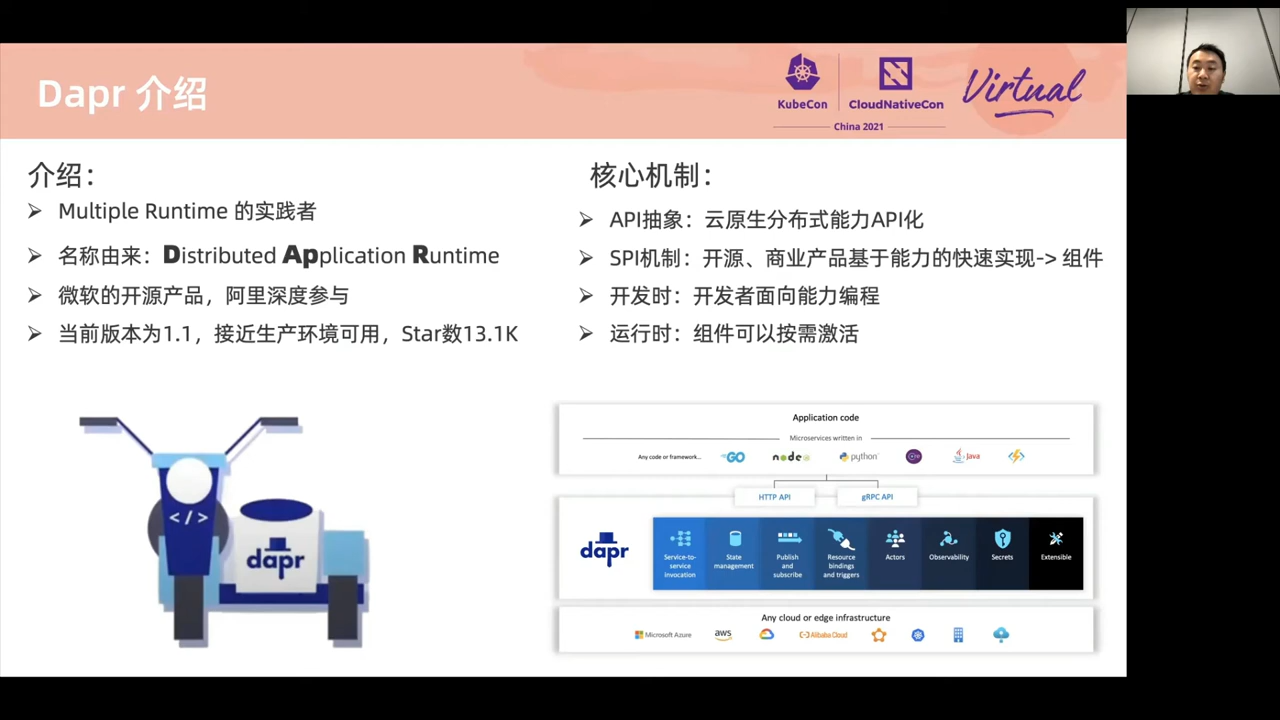 Dapr 介绍
KubeCon
CloudNativeCon
Virtual
China 2021
介绍：
Multiple Runtime 的实践者
名称由来：Distributed Application Runtime
微软的开源产品，阿里深度参与
当前版本为1.1，接近生产环境可用，Star数13.1K
核心机制：
API抽象：云原生分布式能力API化
SPI机制：开源、商业产品基于能力的快速实现-> 组件
开发时：开发者面向能力编程
运行时：组件可以按需激活
</>
dapr
Application code
Microservices written in
Any code or framework...
GO
node
python
Java
HTTP API
gRPC API
dapr
Service-to-service invocation
State management
Publish and subscribe
Resource bindings and triggers
Actors
Observability
Secrets
Extensible
Any cloud or edge infrastructure
Microsoft Azure
aws
Alibaba Cloud